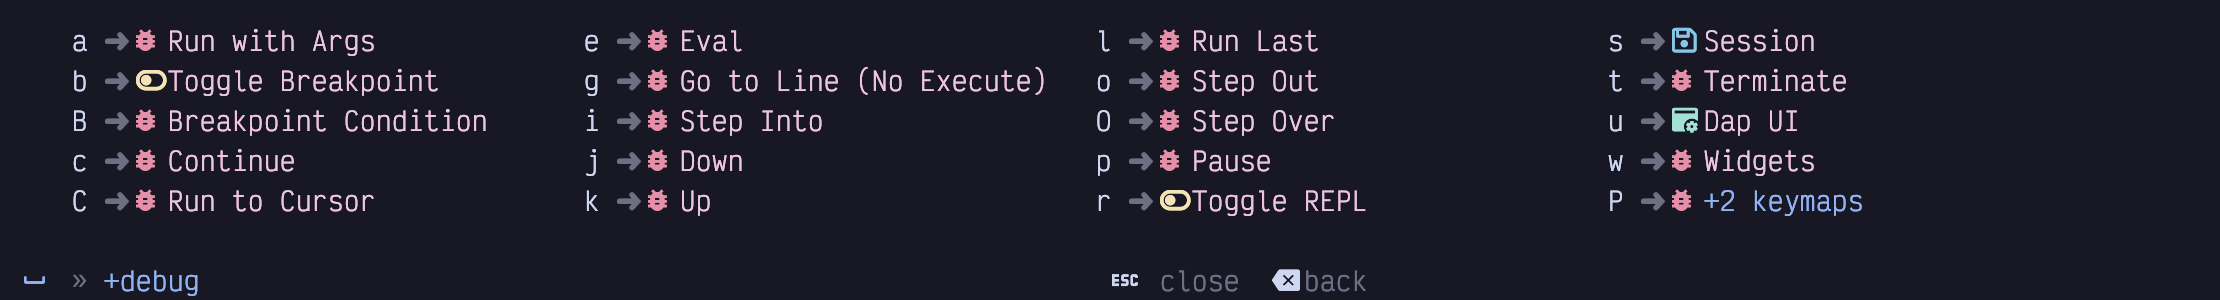 a ➜ Run with Args e ➜ Eval l ➜ Run Last s ➜ Session
b ➜ Toggle Breakpoint g ➜ Go to Line (No Execute) o ➜ Step Out t ➜ Terminate
B ➜ Breakpoint Condition i ➜ Step Into O ➜ Step Over u ➜ Dap UI
c ➜ Continue j ➜ Down p ➜ Pause w ➜ Widgets
C ➜ Run to Cursor k ➜ Up r ➜ Toggle REPL P ➜ +2 keymaps
» +debug ESC close back